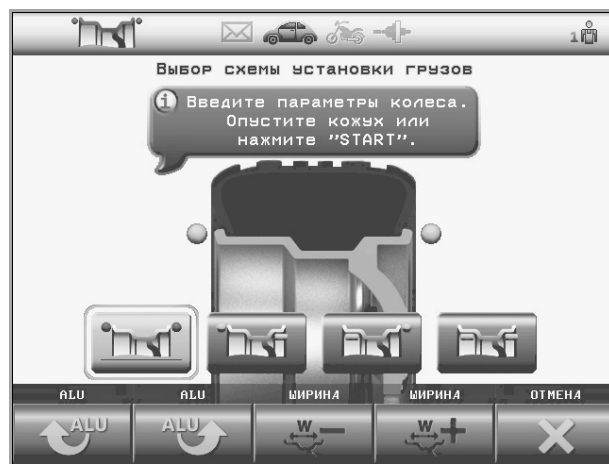 1
Выбор схемы установки грузов
i Введите параметры колеса.
Опустите кожух или
нажмите "START".
ALU ALU ШИРИНА ШИРИНА ОТМЕНА
ALU ALU W W